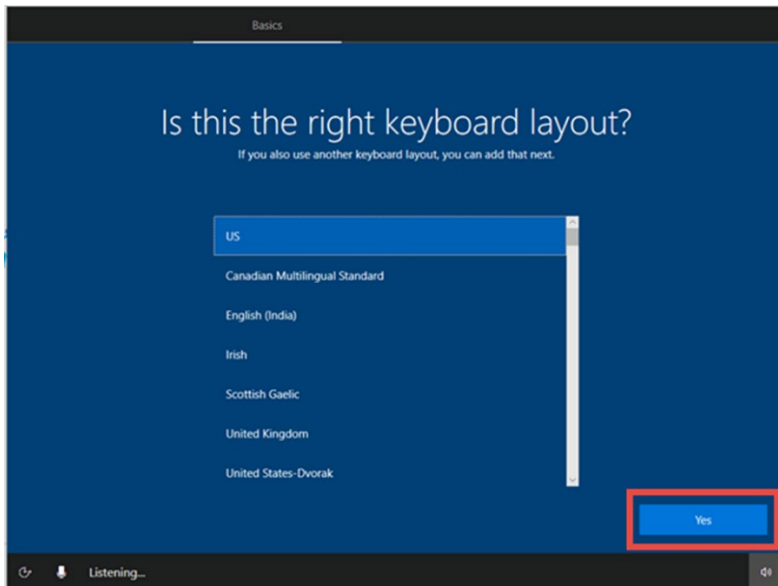 Basics
Is this the right keyboard layout?
If you also use another keyboard layout, you can add that next.
US
Canadian Multilingual Standard
English (India)
Irish
Scottish Gaelic
United Kingdom
United States-Dvorak
Yes
Listening...